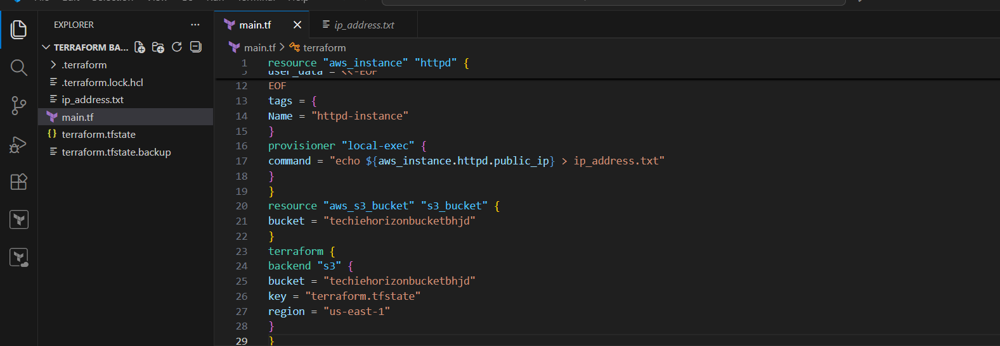 EXPLORER
TERRAFORM BA...
.terraform
.terraform.lock.hcl
ip_address.txt
main.tf
terraform.tfstate
terraform.tfstate.backup
main.tf
ip_address.txt
main.tf > terraform
1 resource "aws_instance" "httpd" {
user_data = <<-EOF
12 EOF
13 tags = {
14 Name = "httpd-instance"
15 }
16 provisioner "local-exec" {
17 command = "echo ${aws_instance.httpd.public_ip} > ip_address.txt"
18 }
19 }
20 resource "aws_s3_bucket" "s3_bucket" {
21 bucket = "techiehorizonbucketbhjd"
22 }
23 terraform {
24 backend "s3" {
25 bucket = "techiehorizonbucketbhjd"
26 key = "terraform.tfstate"
27 region = "us-east-1"
28 }
29 }